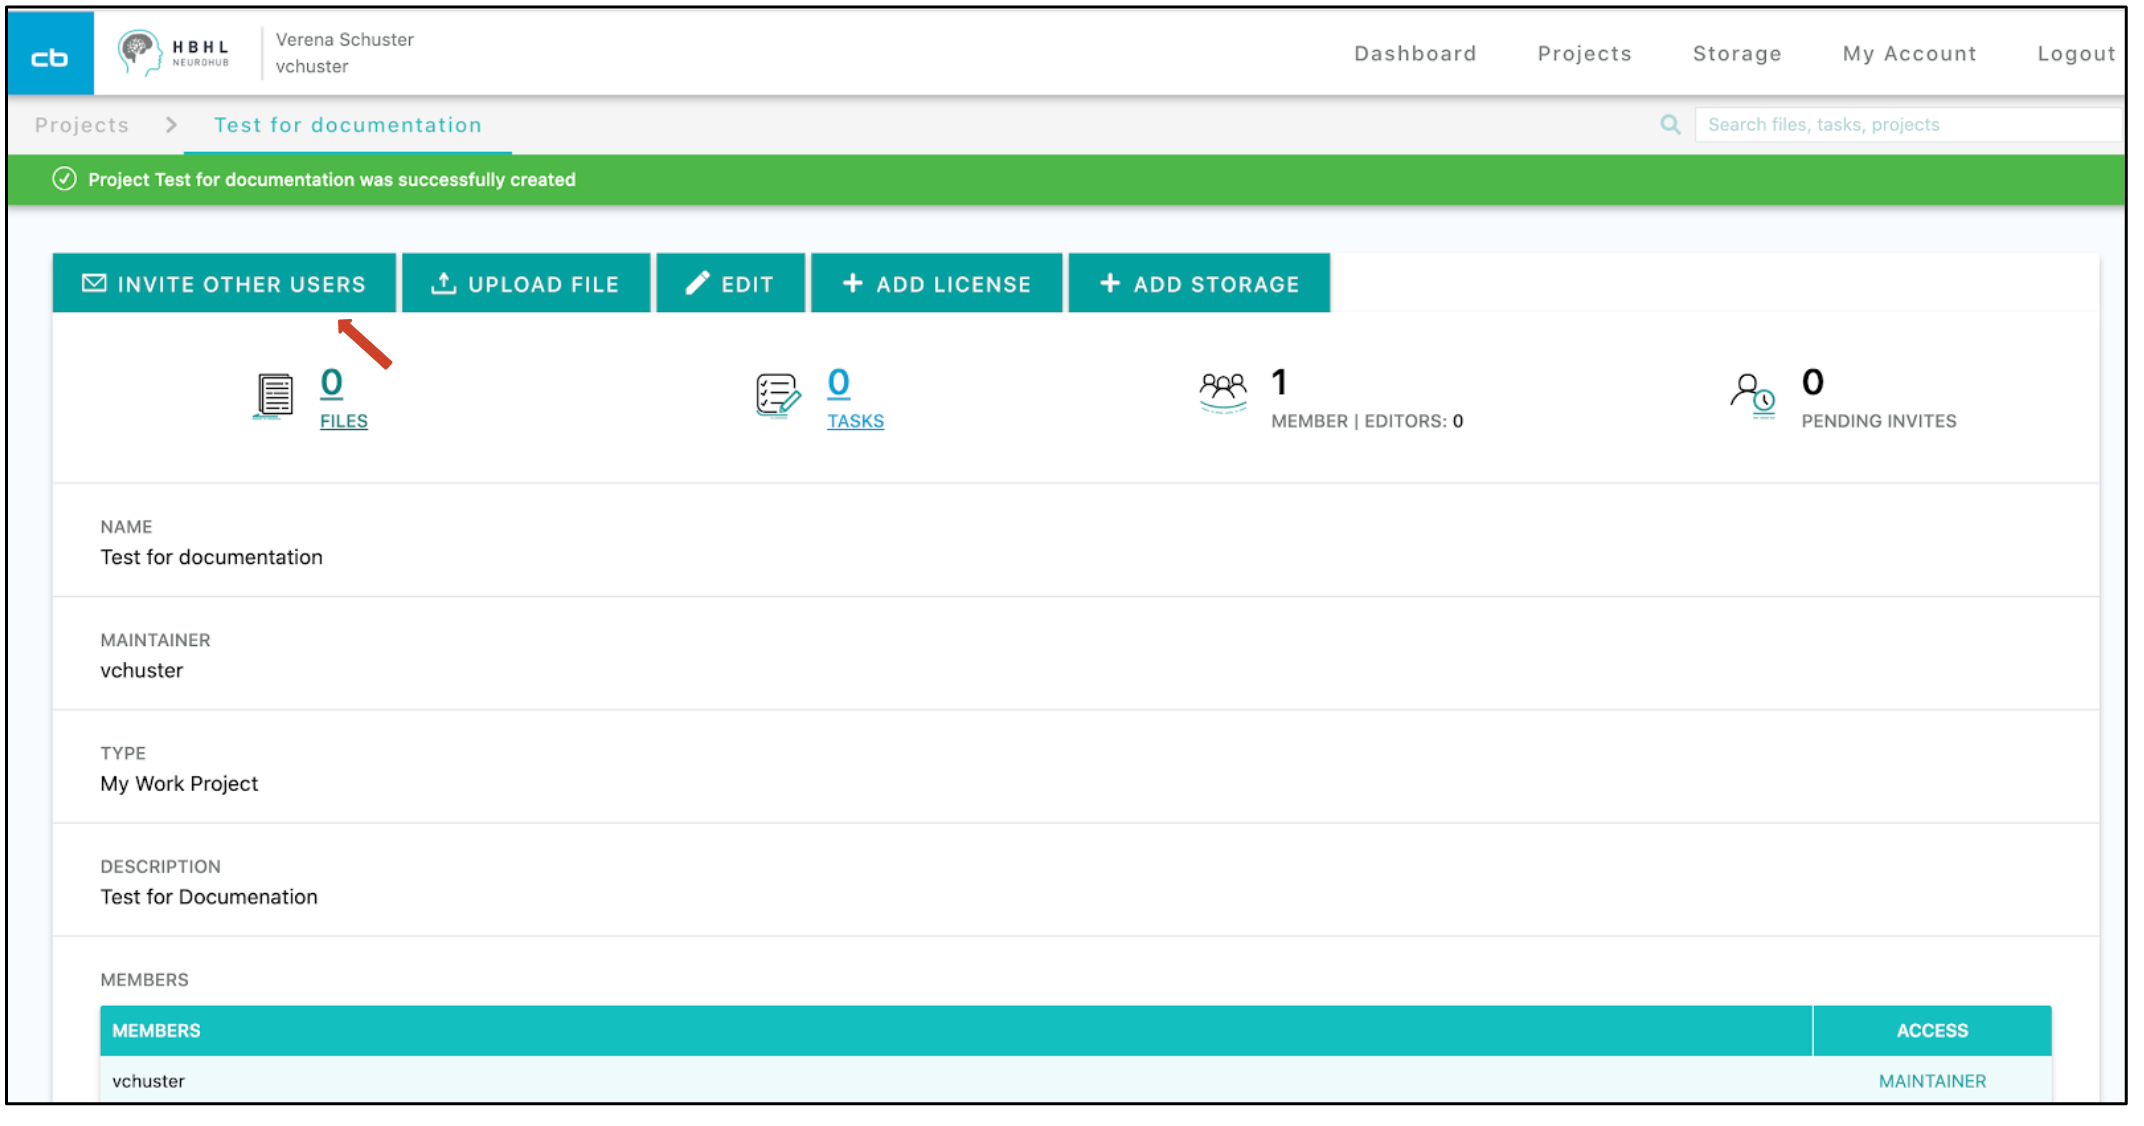 cb
HBHL
NEUROHUB
Verena Schuster
vchuster
Dashboard Projects Storage My Account Logout
Projects > Test for documentation
Search files, tasks, projects
Project Test for documentation was successfully created
INVITE OTHER USERS UPLOAD FILE EDIT + ADD LICENSE + ADD STORAGE
0
FILES
0
TASKS
1
MEMBER | EDITORS: 0
0
PENDING INVITES
NAME
Test for documentation
MAINTAINER
vchuster
TYPE
My Work Project
DESCRIPTION
Test for Documenation
MEMBERS
MEMBERS ACCESS
vchuster MAINTAINER